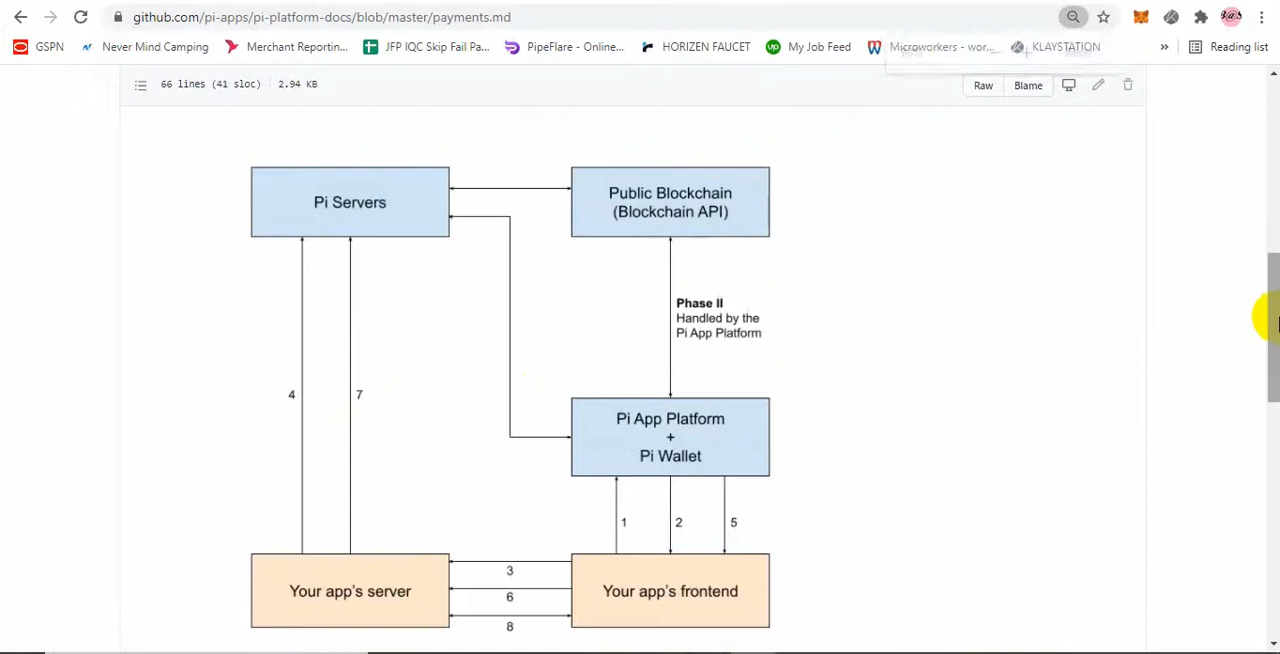 github.com/pi-apps/pi-platform-docs/blob/master/payments.md
GSPN
Never Mind Camping
Merchant Reportin...
JFP IQC Skip Fail Pa...
PipeFlare - Online...
HORIZEN FAUCET
My Job Feed
Microworkers - wor...
KLAYSTATION
»
Reading list
66 lines (41 sloc)
2.94 KB
Raw
Blame
Pi Servers
Public Blockchain
(Blockchain API)
Phase II
Handled by the
Pi App Platform
4
7
Pi App Platform
+
Pi Wallet
1
2
5
Your app's server
3
6
8
Your app's frontend